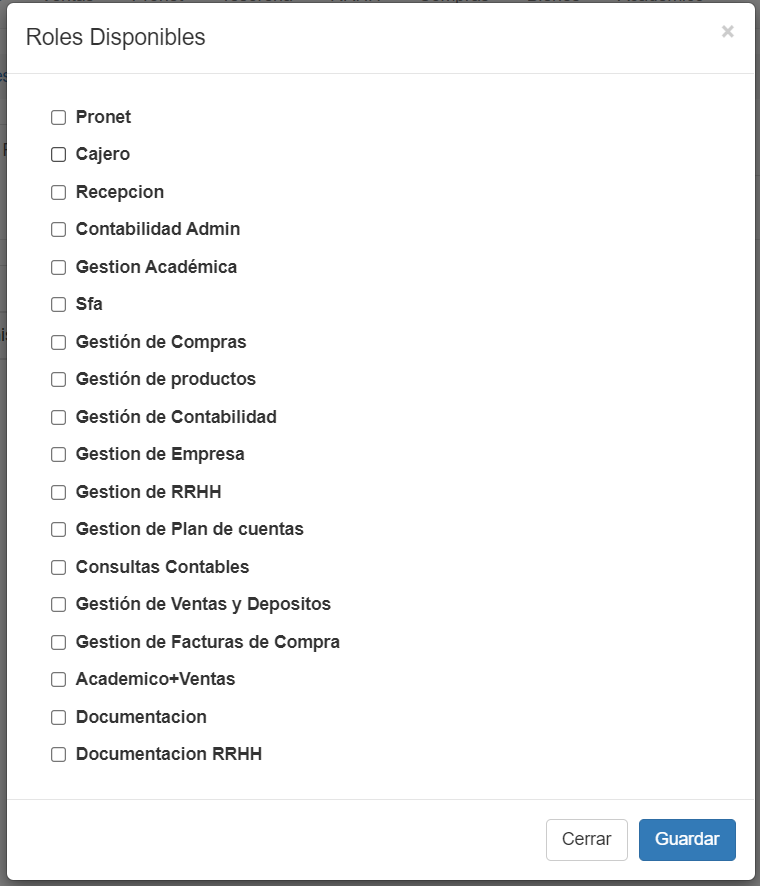 Roles Disponibles
×
Pronet
Cajero
Recepcion
Contabilidad Admin
Gestion Académica
Sfa
Gestión de Compras
Gestión de productos
Gestión de Contabilidad
Gestion de Empresa
Gestion de RRHH
Gestion de Plan de cuentas
Consultas Contables
Gestión de Ventas y Depositos
Gestion de Facturas de Compra
Academico+Ventas
Documentacion
Documentacion RRHH
Cerrar Guardar